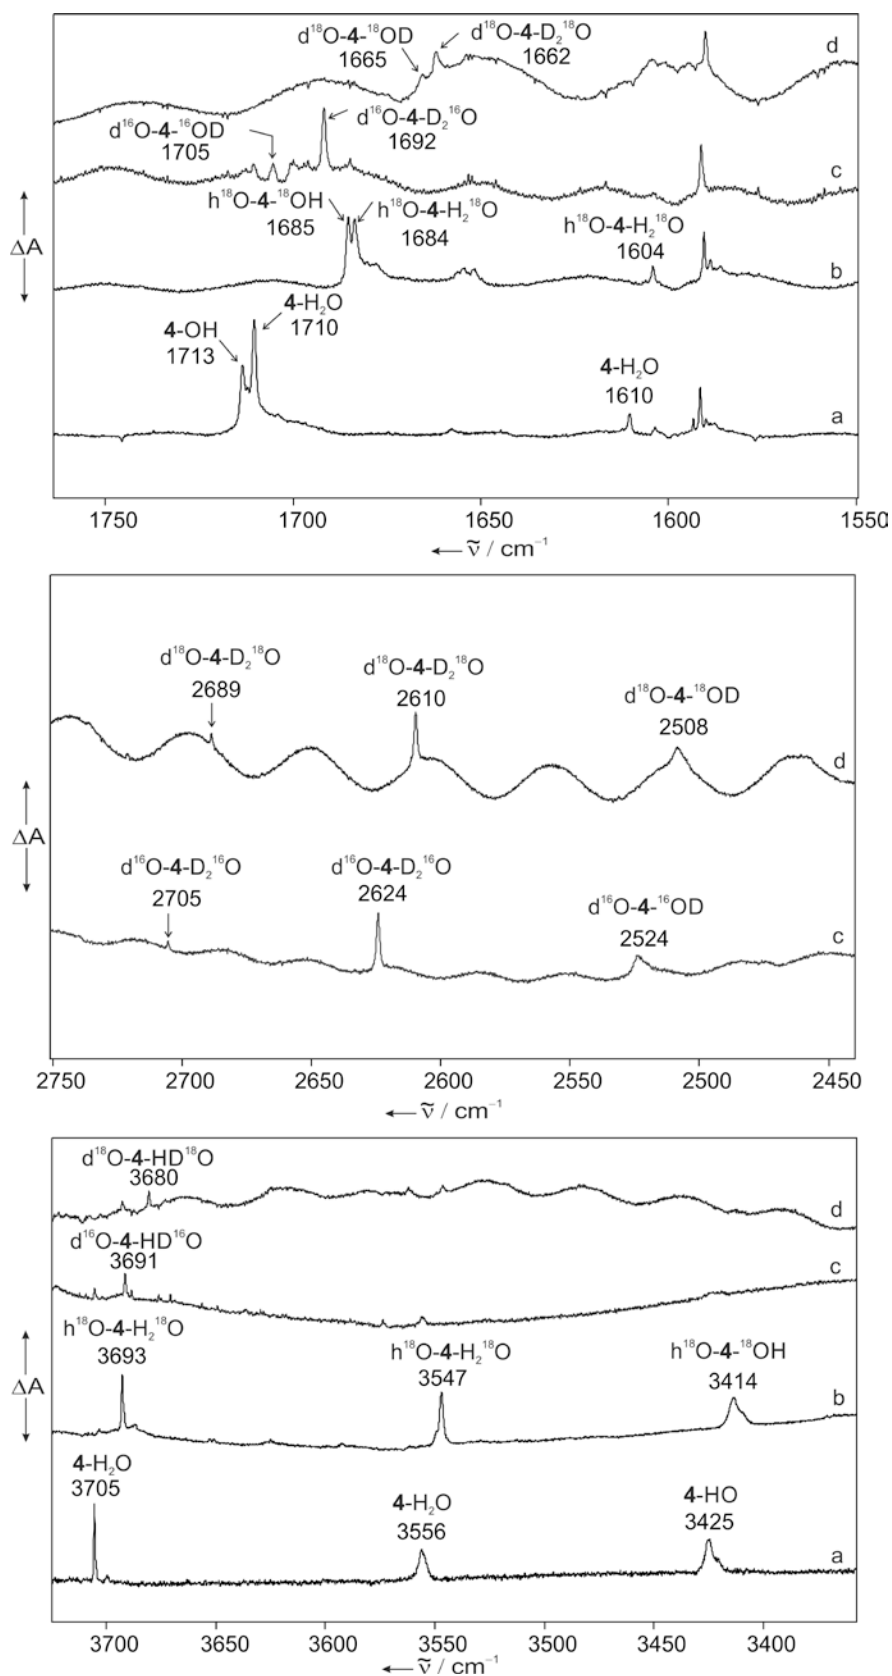 d¹⁸O-4-¹⁸OD
1665
d¹⁸O-4-D₂¹⁸O
1662
d
d¹⁶O-4-¹⁶OD
1705
d¹⁶O-4-D₂¹⁶O
1692
c
h¹⁸O-4-¹⁸OH
1685
h¹⁸O-4-H₂¹⁸O
1684
h¹⁸O-4-H₂¹⁸O
1604
b
ΔA
4-OH
1713
4-H₂O
1710
4-H₂O
1610
a
1750 1700 1650 1600 1550
← ν̃ / cm⁻¹
d¹⁸O-4-D₂¹⁸O
2689
d¹⁸O-4-D₂¹⁸O
2610
d¹⁸O-4-¹⁸OD
2508
d
ΔA
d¹⁶O-4-D₂¹⁶O
2705
d¹⁶O-4-D₂¹⁶O
2624
d¹⁶O-4-¹⁶OD
2524
c
2750 2700 2650 2600 2550 2500 2450
← ν̃ / cm⁻¹
d¹⁸O-4-HD¹⁸O
3680
d
d¹⁶O-4-HD¹⁶O
3691
c
h¹⁸O-4-H₂¹⁸O
3693
h¹⁸O-4-H₂¹⁸O
3547
h¹⁸O-4-¹⁸OH
3414
b
ΔA
4-H₂O
3705
4-H₂O
3556
4-HO
3425
a
3700 3650 3600 3550 3500 3450 3400
← ν̃ / cm⁻¹